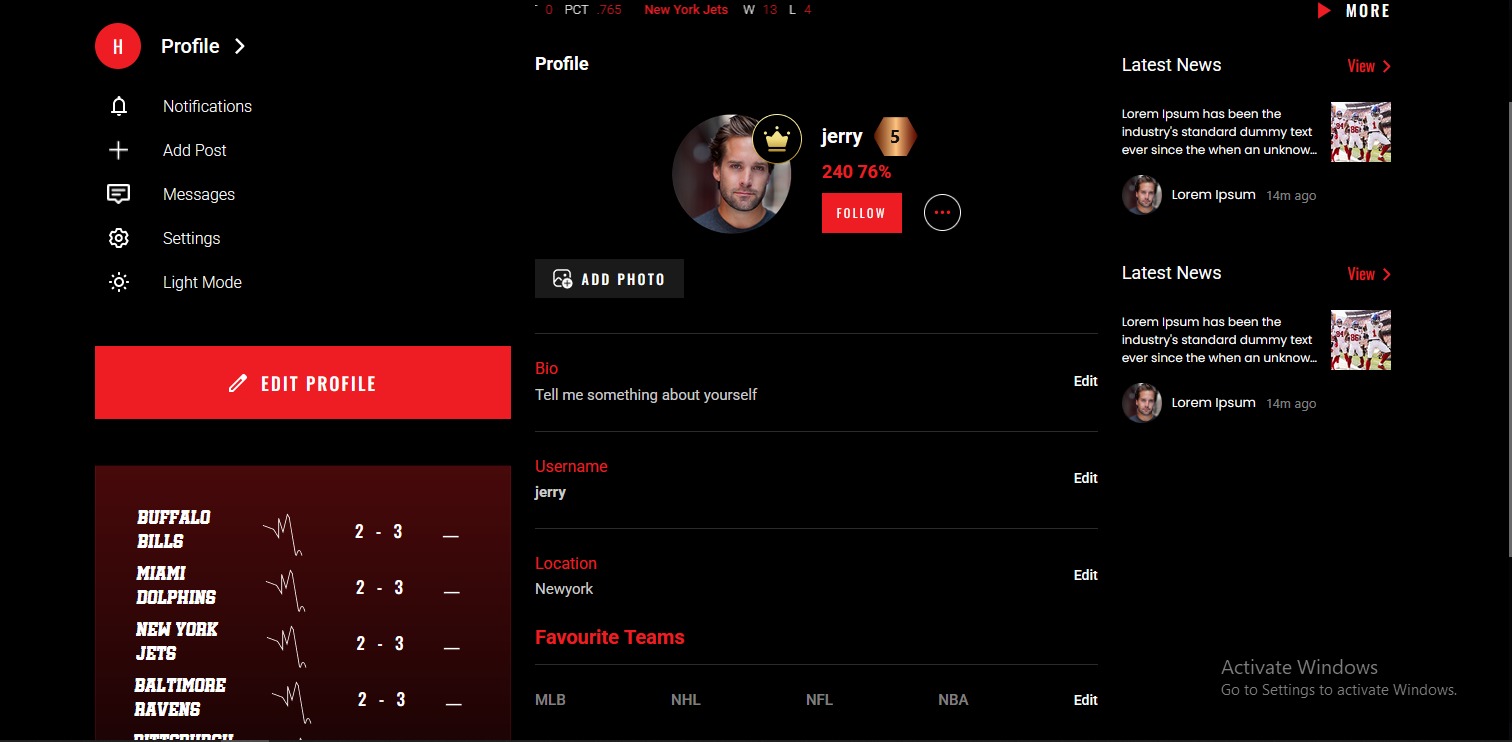 0 PCT .765 New York Jets W 13 L 4
MORE
H
Profile
Notifications
Add Post
Messages
Settings
Light Mode
EDIT PROFILE
BUFFALO
BILLS
2 - 3
MIAMI
DOLPHINS
2 - 3
NEW YORK
JETS
2 - 3
BALTIMORE
RAVENS
2 - 3
PITTSBURGH
Profile
jerry 5
240 76%
FOLLOW
ADD PHOTO
Bio
Tell me something about yourself
Edit
Username
jerry
Edit
Location
Newyork
Edit
Favourite Teams
MLB NHL NFL NBA Edit
Latest News View
Lorem Ipsum has been the
industry's standard dummy text
ever since the when an unknow...
Lorem Ipsum 14m ago
Latest News View
Lorem Ipsum has been the
industry's standard dummy text
ever since the when an unknow...
Lorem Ipsum 14m ago
Activate Windows
Go to Settings to activate Windows.